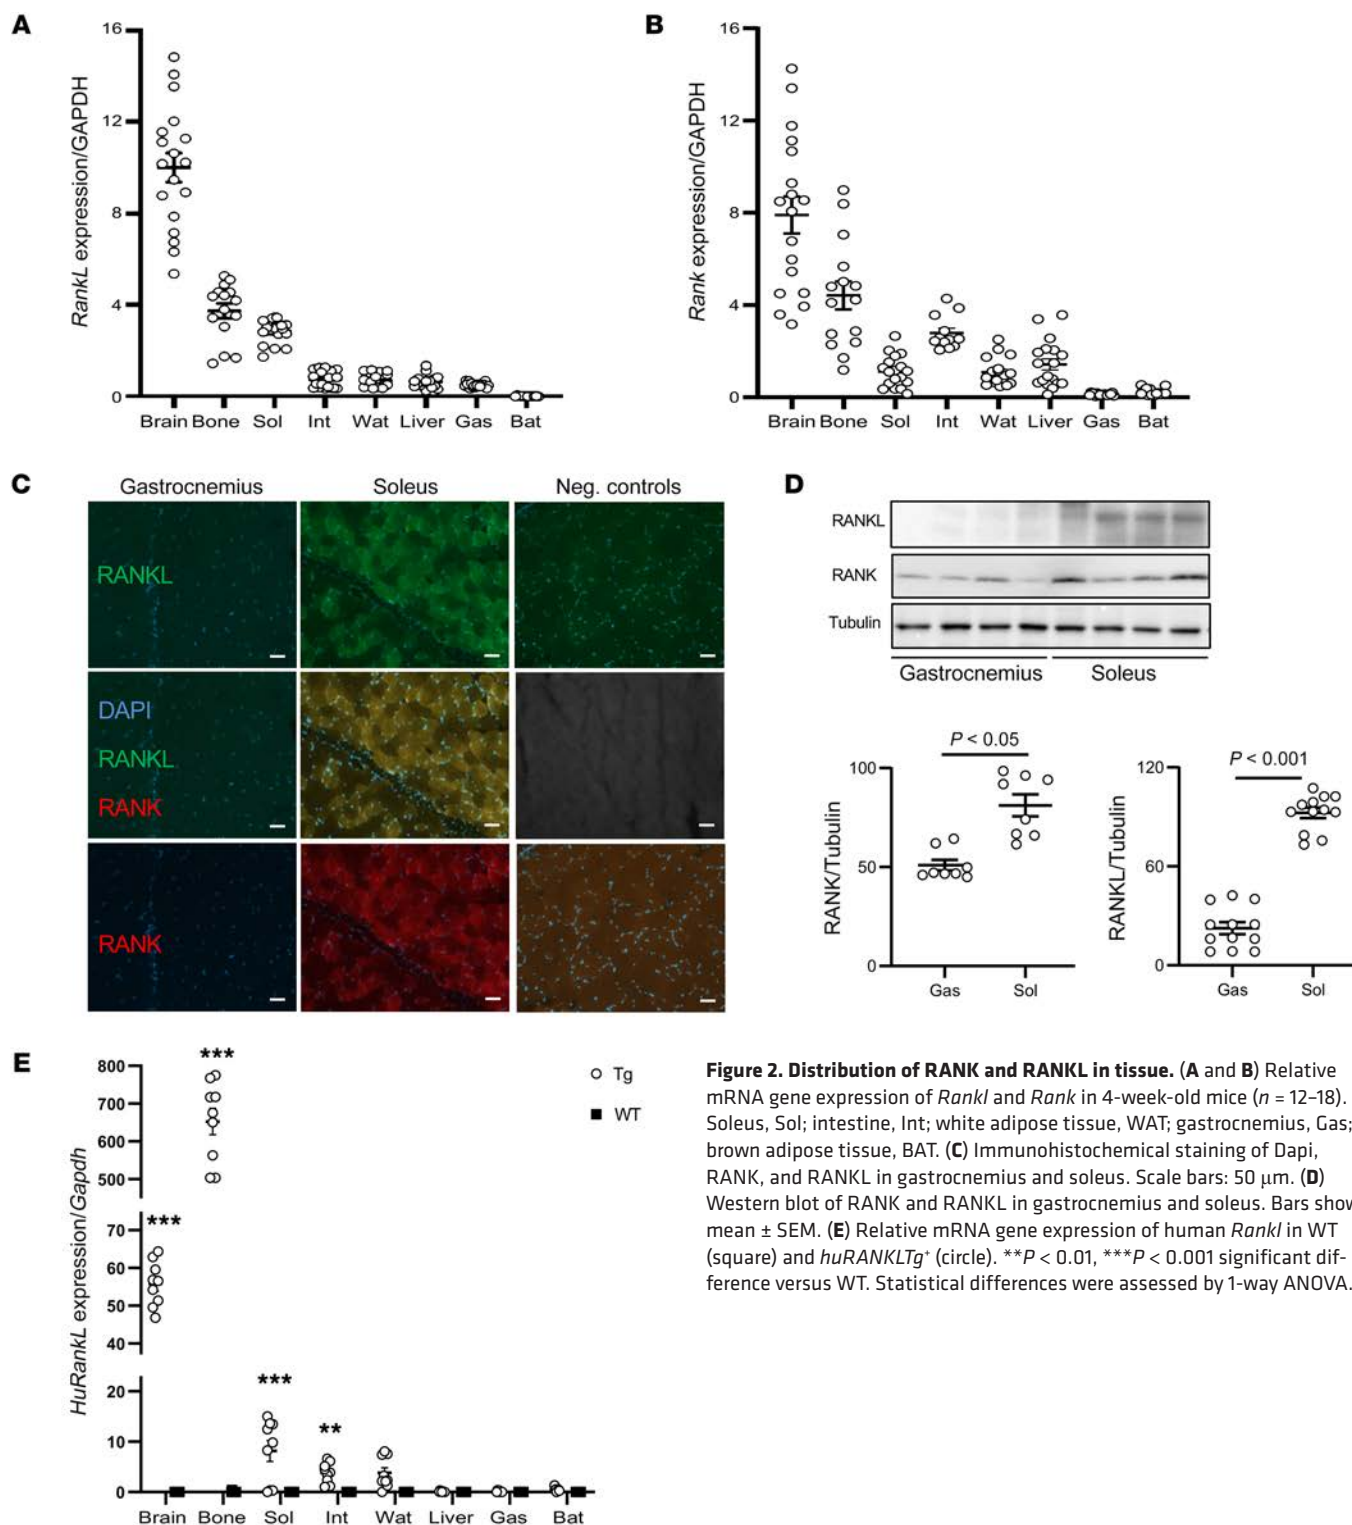 A
RankL expression/GAPDH
16
12
8
4
0
Brain Bone Sol Int Wat Liver Gas Bat
B
Rank expression/GAPDH
16
12
8
4
0
Brain Bone Sol Int Wat Liver Gas Bat
C
Gastrocnemius Soleus Neg. controls
RANKL
DAPI
RANKL
RANK
RANK
D
RANKL
RANK
Tubulin
Gastrocnemius Soleus
RANK/Tubulin
P < 0.05
100
50
0
Gas Sol
RANKL/Tubulin
P < 0.001
120
60
0
Gas Sol
E
HuRankL expression/Gapdh
800
700
600
500
70
60
50
40
20
10
0
***
***
***
**
Tg
WT
Brain Bone Sol Int Wat Liver Gas Bat
Figure 2. Distribution of RANK and RANKL in tissue. (A and B) Relative
mRNA gene expression of Rankl and Rank in 4-week-old mice (n = 12–18).
Soleus, Sol; intestine, Int; white adipose tissue, WAT; gastrocnemius, Gas;
brown adipose tissue, BAT. (C) Immunohistochemical staining of Dapi,
RANK, and RANKL in gastrocnemius and soleus. Scale bars: 50 μm. (D)
Western blot of RANK and RANKL in gastrocnemius and soleus. Bars show
mean ± SEM. (E) Relative mRNA gene expression of human Rankl in WT
(square) and huRANKLTg⁺ (circle). **P < 0.01, ***P < 0.001 significant dif-
ference versus WT. Statistical differences were assessed by 1-way ANOVA.